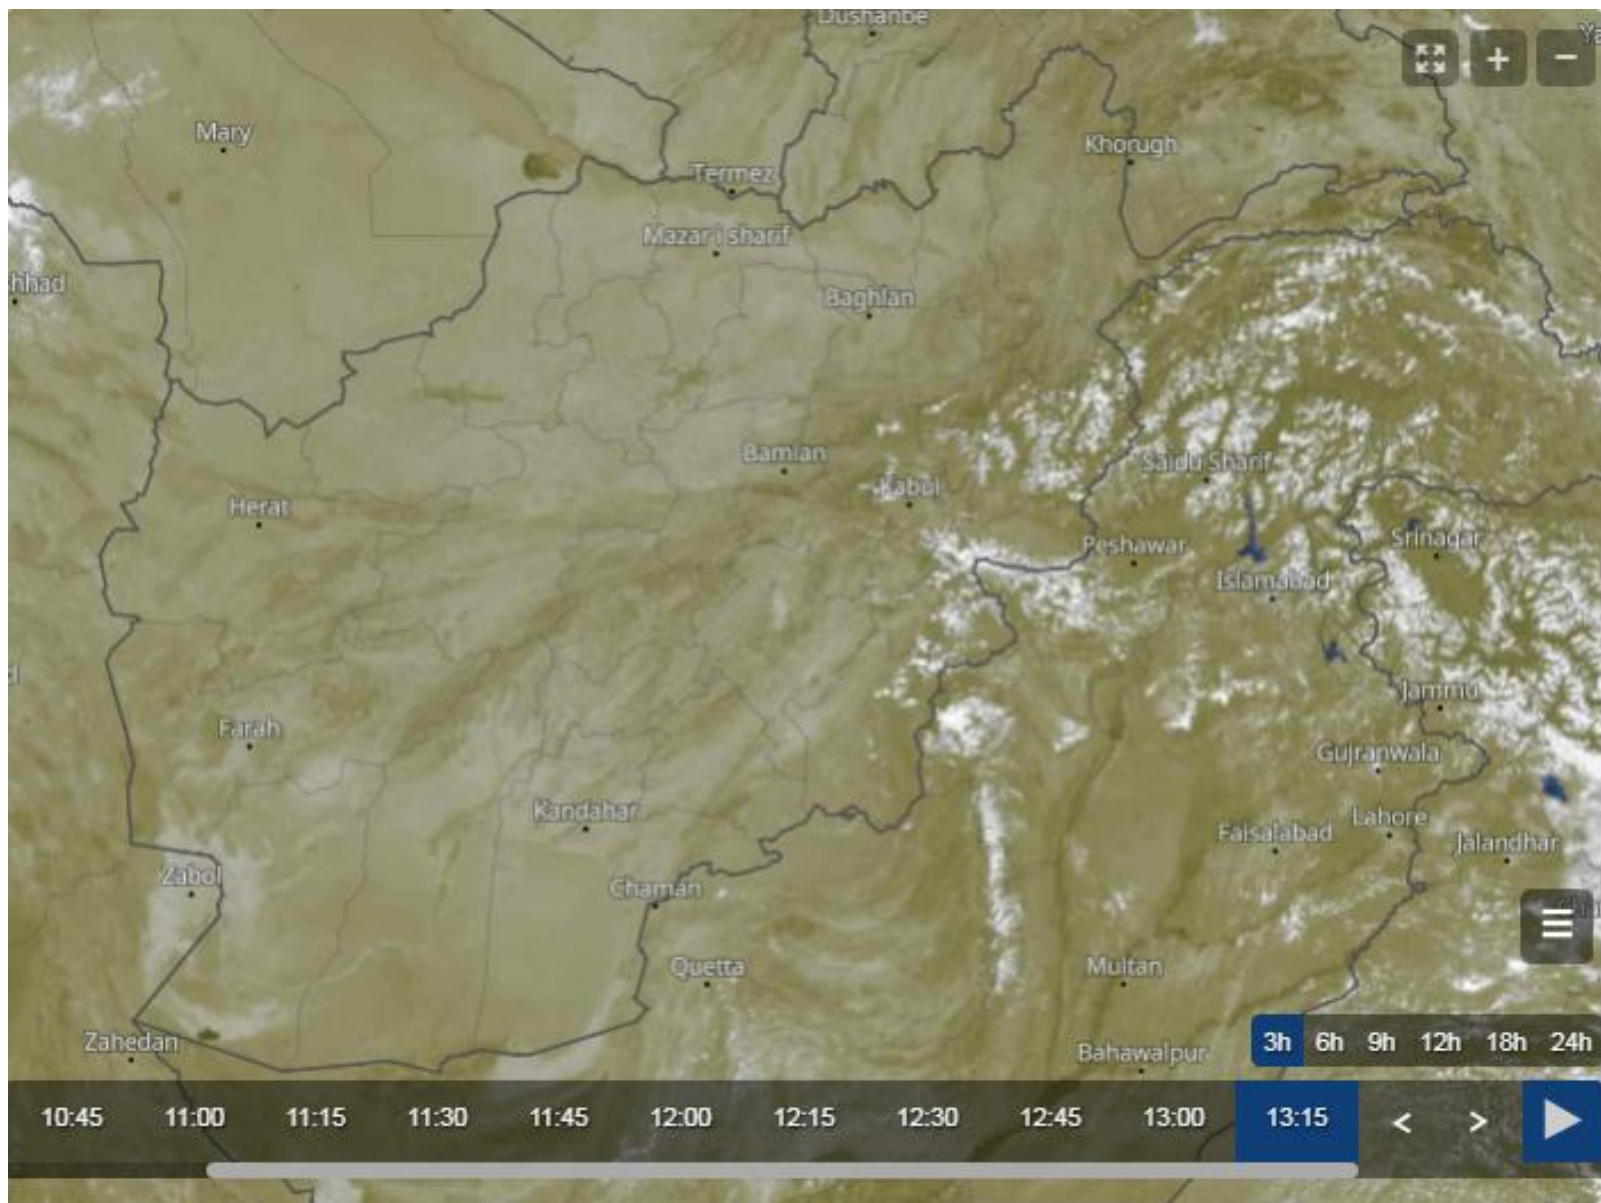 Dushanbe
Mary
Khorugh
Termez
Mazar i sharif
hhad
Baghlan
Bamian
Saidu Sharif
Kabul
Herat
Srinagar
Peshawar
Islamabad
Jammu
Farah
Gujranwala
Kandahar
Lahore
Faisalabad
Jalandhar
Zabol
Chaman
Quetta
Multan
Zahedan
Bahawalpur
3h 6h 9h 12h 18h 24h
10:45 11:00 11:15 11:30 11:45 12:00 12:15 12:30 12:45 13:00 13:15 < >